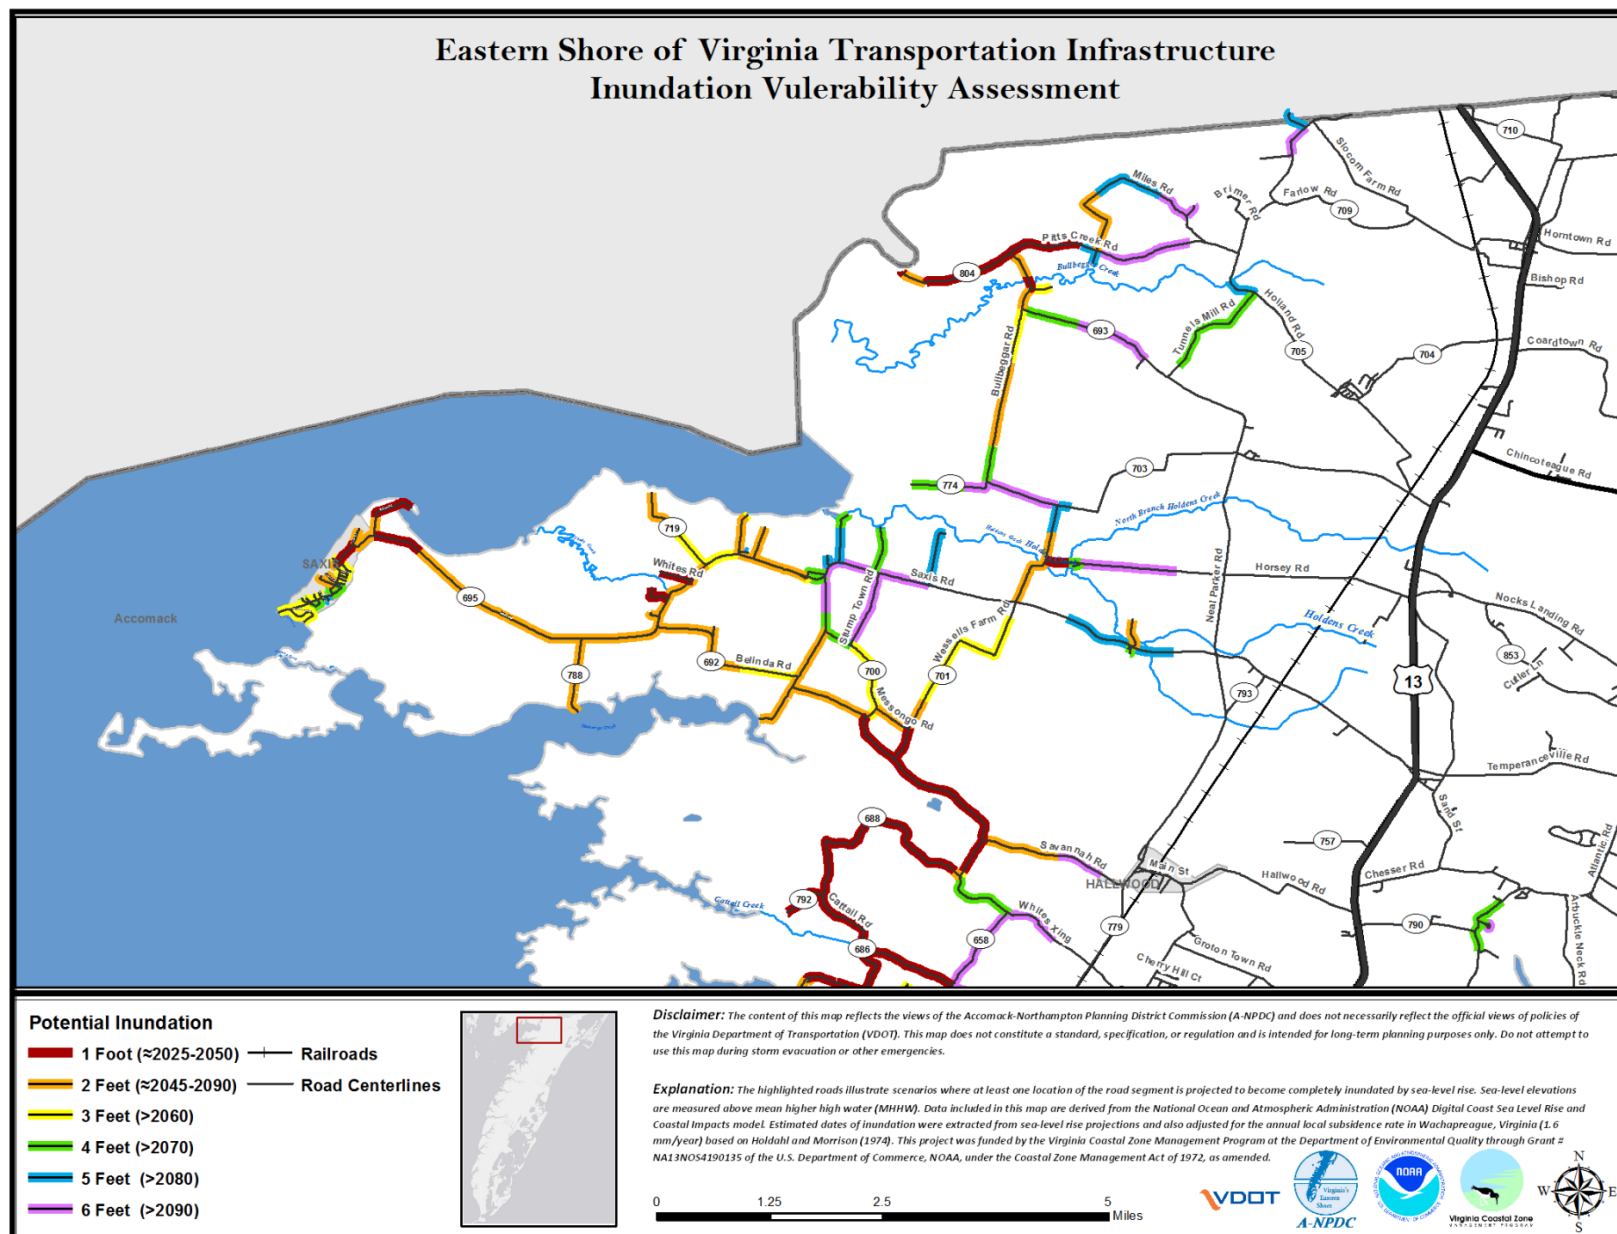 Eastern Shore of Virginia Transportation Infrastructure
Inundation Vulerability Assessment
710
Slocom Farm Rd
Miles Rd
Brimer Rd
Farlow Rd
709
Horntown Rd
Pitts Creek Rd
804
Bullbegger Creek
Bishop Rd
Tunnels Mill Rd
Holland Rd
693
705
704
Coardtown Rd
Bullbeggar Rd
703
Chincoteague Rd
774
North Branch Holdens Creek
719
SAXIS
Whites Rd
Saxis Rd
Horsey Rd
Neal Parker Rd
695
Stump Town Rd
Nocks Landing Rd
Accomack
Wessells Farm Rd
Holdens Creek
692
Belinda Rd
853
Cutler Ln
788
700
701
13
793
Messongo Rd
Temperanceville Rd
Sand St
688
757
Savannah Rd
Main St
Atlantic Rd
HALLWOOD
Hallwood Rd
Chesser Rd
792
Cattail Creek
Cattail Rd
Whites Xing
Arbuckle Neck Rd
779
790
686
658
Groton Town Rd
Cherry Hill Ct
Potential Inundation
1 Foot (≈2025-2050)
Railroads
2 Feet (≈2045-2090)
Road Centerlines
3 Feet (>2060)
4 Feet (>2070)
5 Feet (>2080)
6 Feet (>2090)
Disclaimer: The content of this map reflects the views of the Accomack-Northampton Planning District Commission (A-NPDC) and does not necessarily reflect the official views of policies of
the Virginia Department of Transportation (VDOT). This map does not constitute a standard, specification, or regulation and is intended for long-term planning purposes only. Do not attempt to
use this map during storm evacuation or other emergencies.
Explanation: The highlighted roads illustrate scenarios where at least one location of the road segment is projected to become completely inundated by sea-level rise. Sea-level elevations
are measured above mean higher high water (MHHW). Data included in this map are derived from the National Ocean and Atmospheric Administration (NOAA) Digital Coast Sea Level Rise and
Coastal Impacts model. Estimated dates of inundation were extracted from sea-level rise projections and also adjusted for the annual local subsidence rate in Wachapreague, Virginia (1.6
mm/year) based on Holdahl and Morrison (1974). This project was funded by the Virginia Coastal Zone Management Program at the Department of Environmental Quality through Grant #
NA13NOS4190135 of the U.S. Department of Commerce, NOAA, under the Coastal Zone Management Act of 1972, as amended.
0 1.25 2.5 5
Miles
VDOT
Virginia's
Eastern
Shore
A-NPDC
NOAA
Virginia Coastal Zone
MANAGEMENT PROGRAM
N
W E
S